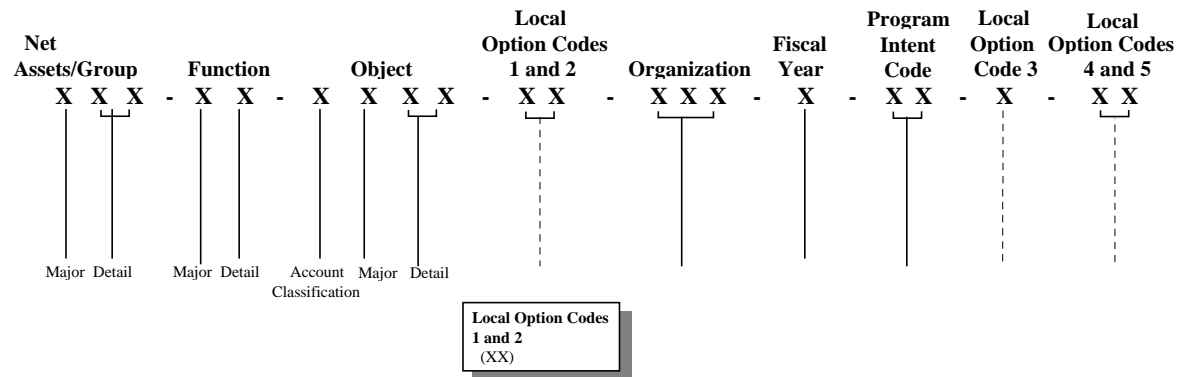 Net
Assets/Group
Function
Object
Local
Option Codes
1 and 2
Organization
Fiscal
Year
Program
Intent
Code
Local
Option
Code 3
Local
Option Codes
4 and 5
X X X - X X - X X X X - X X - X X X - X - X X - X - X X
Major Detail Major Detail Account Major Detail
Classification
Local Option Codes
1 and 2
(XX)